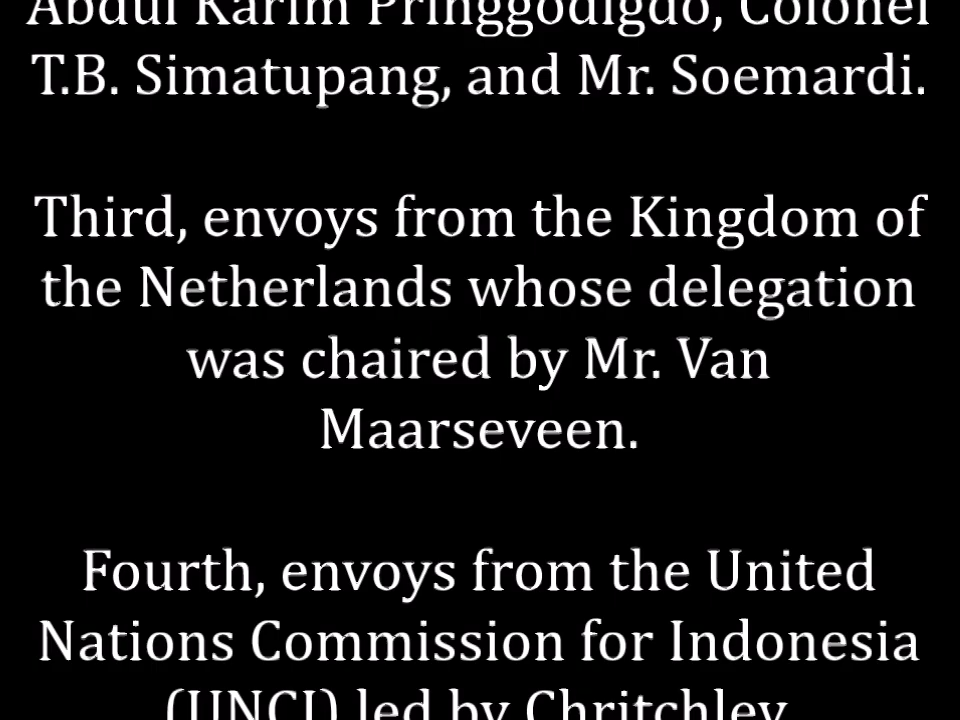 Abdul Karim Pringgodigdo, Colonel
T.B. Simatupang, and Mr. Soemardi.
Third, envoys from the Kingdom of
the Netherlands whose delegation
was chaired by Mr. Van
Maarseveen.
Fourth, envoys from the United
Nations Commission for Indonesia
(UNCI) led by Chritchley